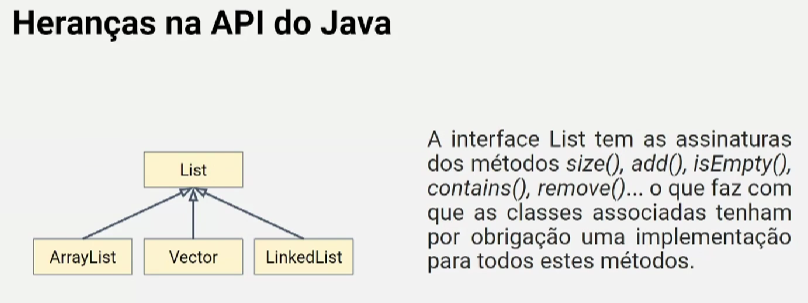 Heranças na API do Java
List
ArrayList
Vector
LinkedList
A interface List tem as assinaturas
dos métodos size(), add(), isEmpty(),
contains(), remove()... o que faz com
que as classes associadas tenham
por obrigação uma implementação
para todos estes métodos.